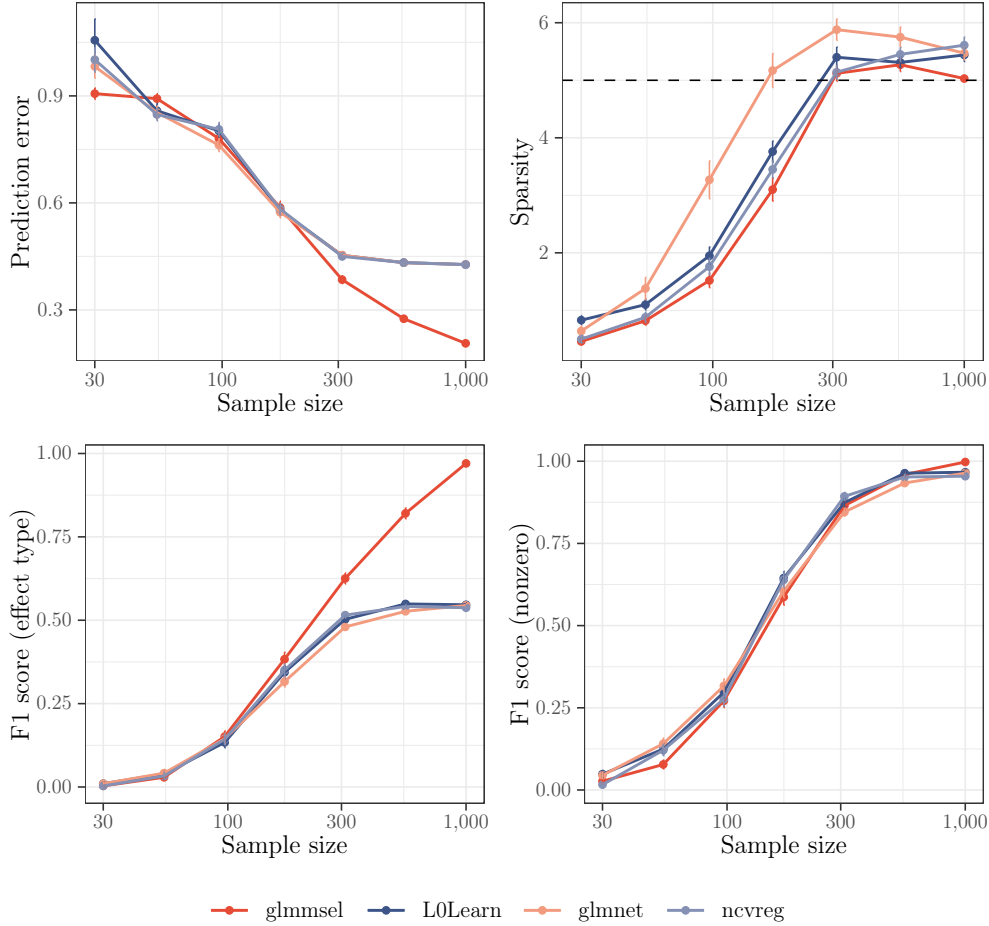 Prediction error
0.9
0.6
0.3
30
100
300
1,000
Sample size
Sparsity
6
4
2
30
100
300
1,000
Sample size
F1 score (effect type)
1.00
0.75
0.50
0.25
0.00
30
100
300
1,000
Sample size
F1 score (nonzero)
1.00
0.75
0.50
0.25
0.00
30
100
300
1,000
Sample size
glmmsel
L0Learn
glmnet
ncvreg